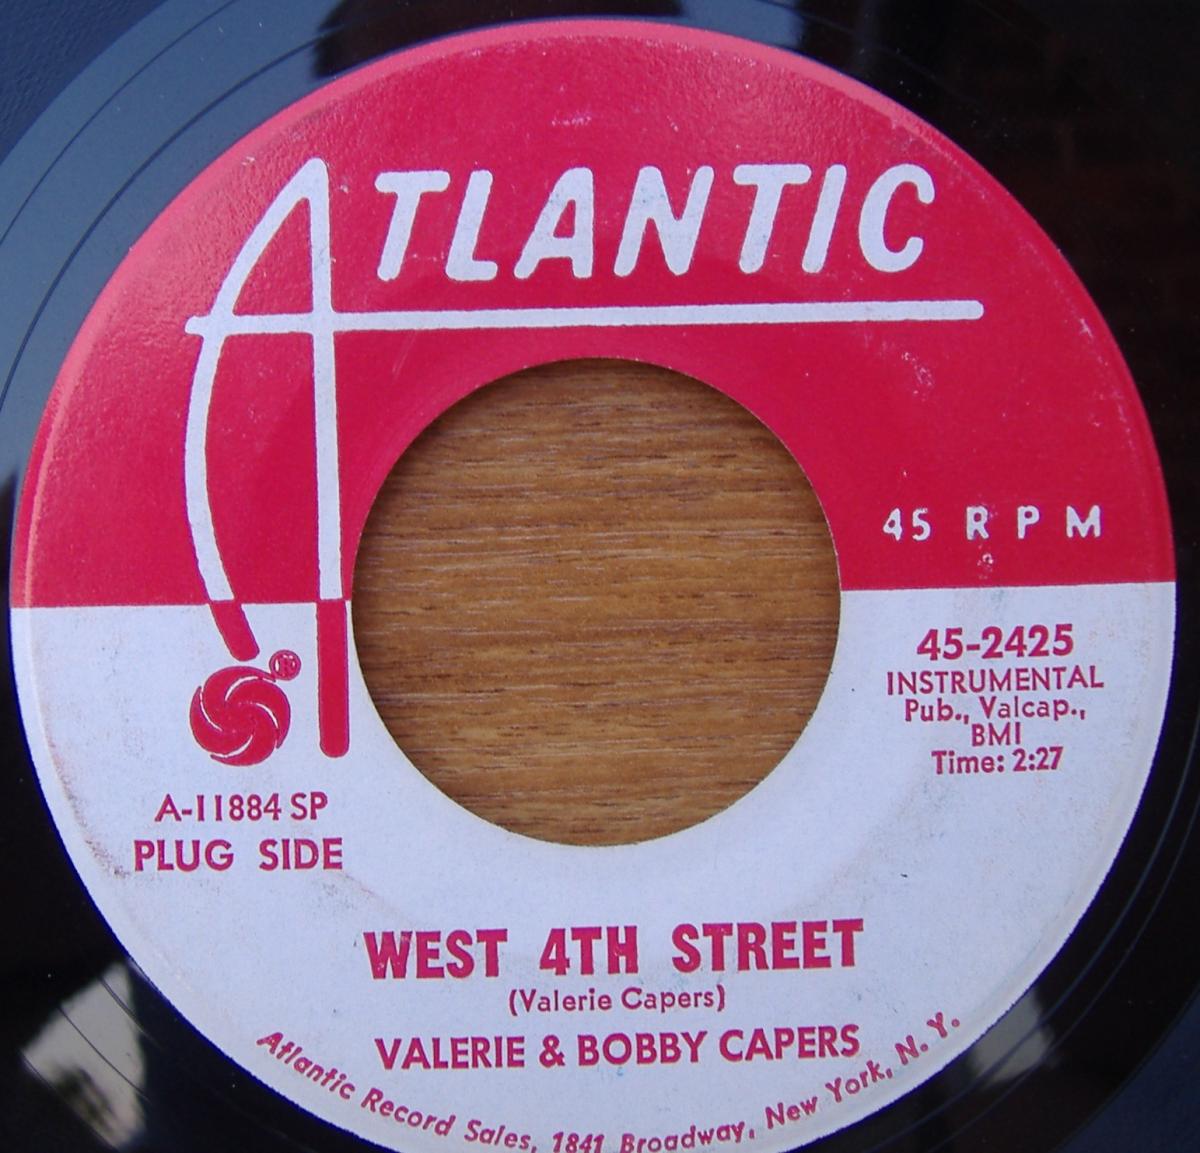 ATLANTIC
45 RPM
45-2425
INSTRUMENTAL
Pub., Valcap.,
BMI
Time: 2:27
®
A-11884 SP
PLUG SIDE
WEST 4TH STREET
(Valerie Capers)
VALERIE & BOBBY CAPERS
Atlantic Record Sales, 1841 Broadway, New York, N. Y.